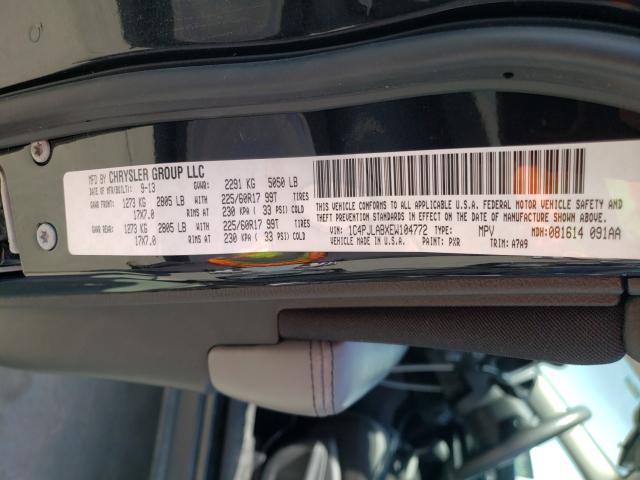 MFD BY CHRYSLER GROUP LLC
DATE OF MFR(BUILT): 9-13 GVWR: 2291 KG 5050 LB
GAWR FRONT: 1273 KG 2805 LB WITH 225/60R17 99T TIRES
17X7.0 RIMS AT 230 KPA ( 33 PSI) COLD
GAWR REAR: 1273 KG 2805 LB WITH 225/60R17 99T TIRES
17X7.0 RIMS AT 230 KPA ( 33 PSI) COLD
THIS VEHICLE CONFORMS TO ALL APPLICABLE U.S.A. FEDERAL MOTOR VEHICLE SAFETY AND
THEFT PREVENTION STANDARDS IN EFFECT ON THE DATE OF MANUFACTURE SHOWN ABOVE.
VIN: 1C4PJLABXEW104772 TYPE: MPV MDH: 081614 091AA
MADE IN U.S.A. PAINT: PXR TRIM: A7A9